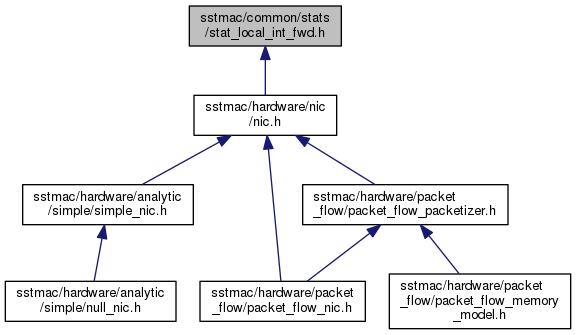 sstmac/common/stats
/stat_local_int_fwd.h
sstmac/hardware/nic
/nic.h
sstmac/hardware/analytic
/simple/simple_nic.h
sstmac/hardware/packet
_flow/packet_flow_packetizer.h
sstmac/hardware/analytic
/simple/null_nic.h
sstmac/hardware/packet
_flow/packet_flow_nic.h
sstmac/hardware/packet
_flow/packet_flow_memory
_model.h